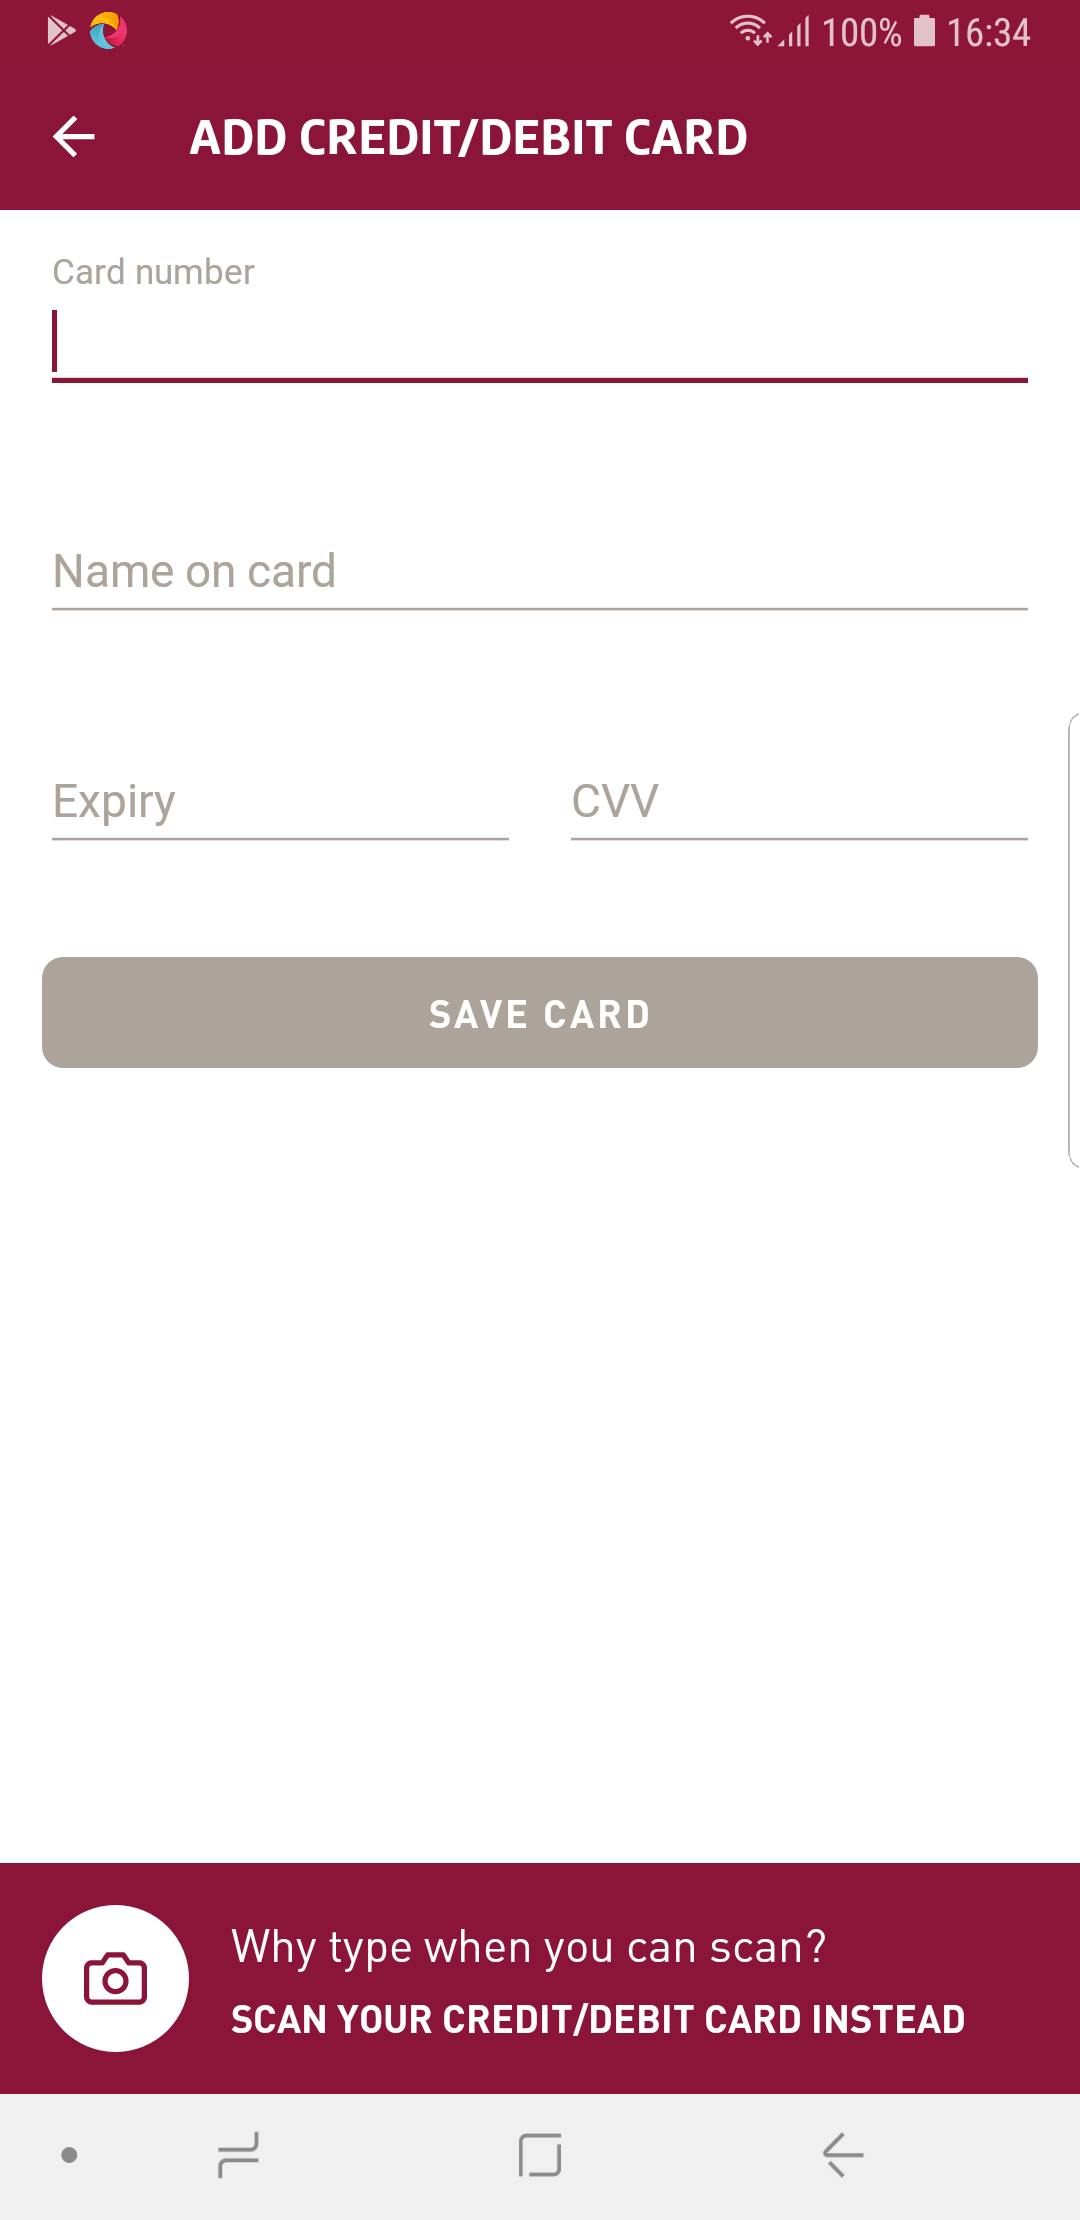 100% 16:34
ADD CREDIT/DEBIT CARD
Card number
Name on card
Expiry CVV
SAVE CARD
Why type when you can scan?
SCAN YOUR CREDIT/DEBIT CARD INSTEAD